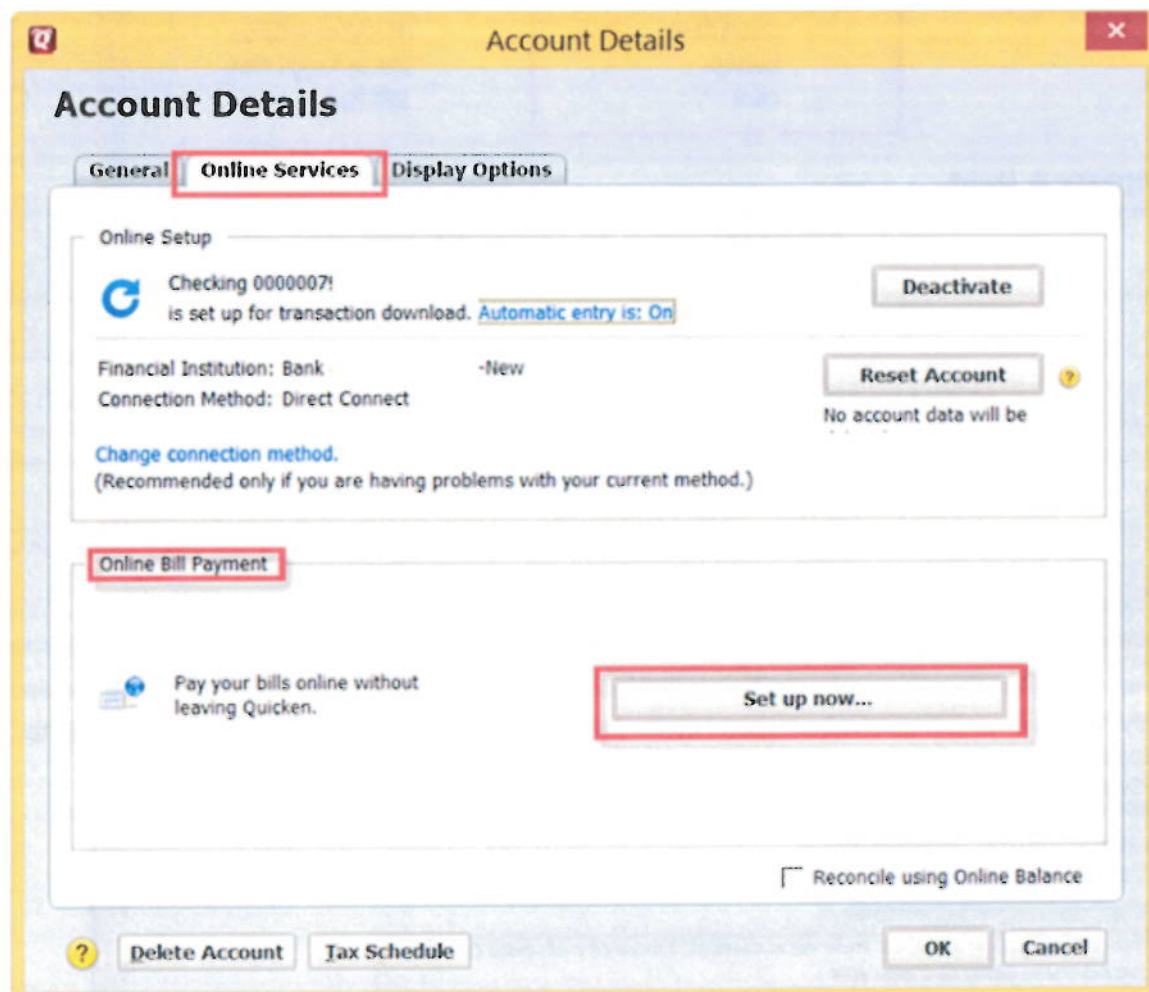 Account Details
Account Details
General Online Services Display Options
Online Setup
Checking 0000007!
is set up for transaction download. Automatic entry is: On
Deactivate
Financial Institution: Bank -New
Connection Method: Direct Connect
Reset Account
?
No account data will be
Change connection method.
(Recommended only if you are having problems with your current method.)
Online Bill Payment
Pay your bills online without
leaving Quicken.
Set up now...
Reconcile using Online Balance
? Delete Account Tax Schedule OK Cancel